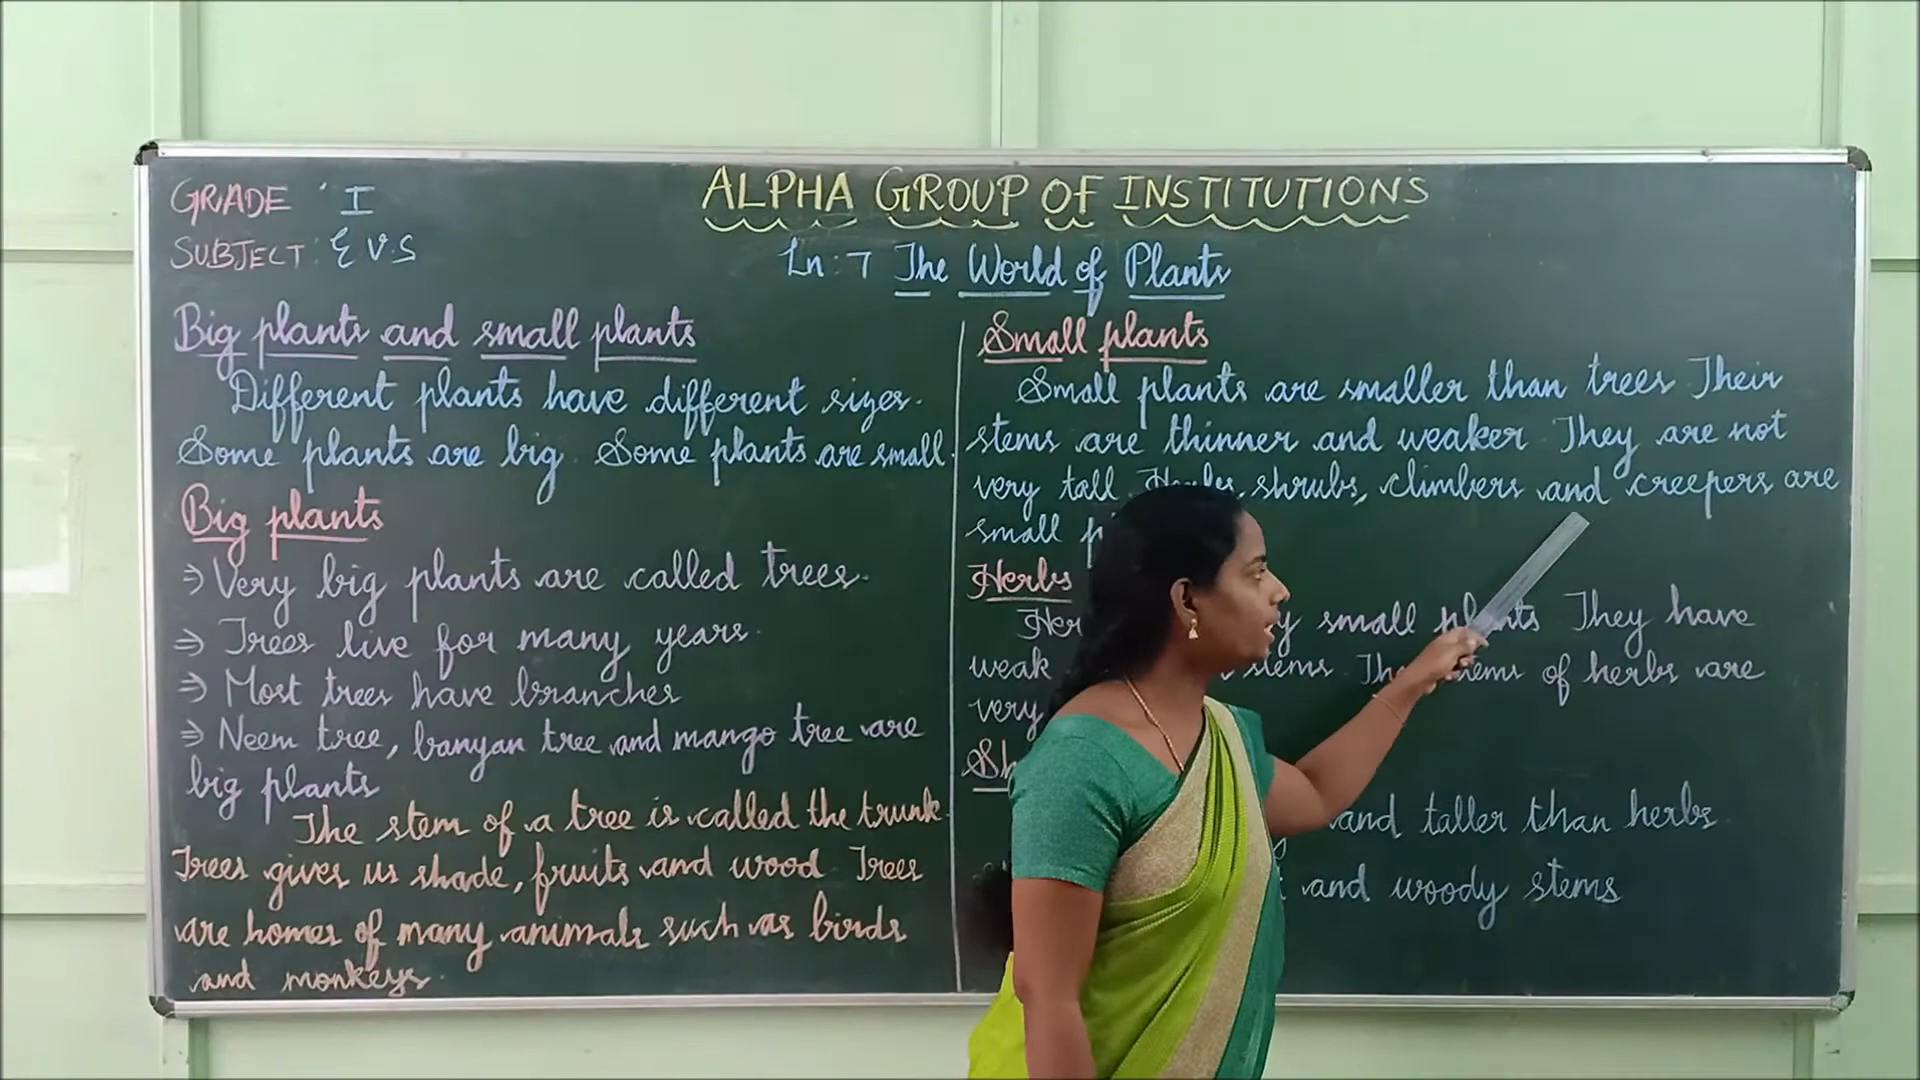 GRADE : I
SUBJECT : E V.S
ALPHA GROUP OF INSTITUTIONS
Ln : 7 The World of Plants
Big plants and small plants
Different plants have different sizes.
Some plants are big. Some plants are small.
Big plants
⇒ Very big plants are called trees.
⇒ Trees live for many years.
⇒ Most trees have branches
⇒ Neem tree, banyan tree and mango tree are
big plants
The stem of a tree is called the trunk.
Trees gives us shade, fruits and wood Trees
are homes of many animals such as birds
and monkeys.
Small plants
Small plants are smaller than trees Their
stems are thinner and weaker They are not
very tall Herbs, shrubs, climbers and creepers are
small
Herbs
small plants They have
weak stems. The stems of herbs are
very
and taller than herbs
and woody stems